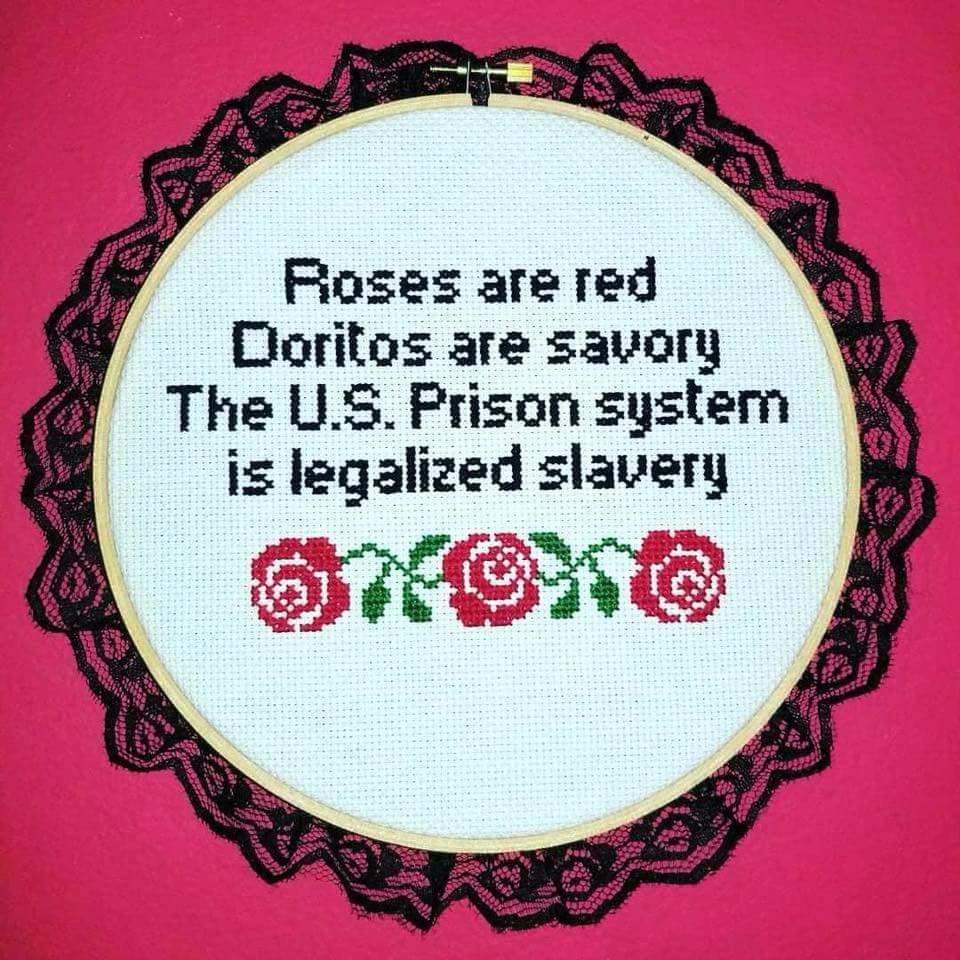 Roses are red
Doritos are savory
The U.S. Prison system
is legalized slavery